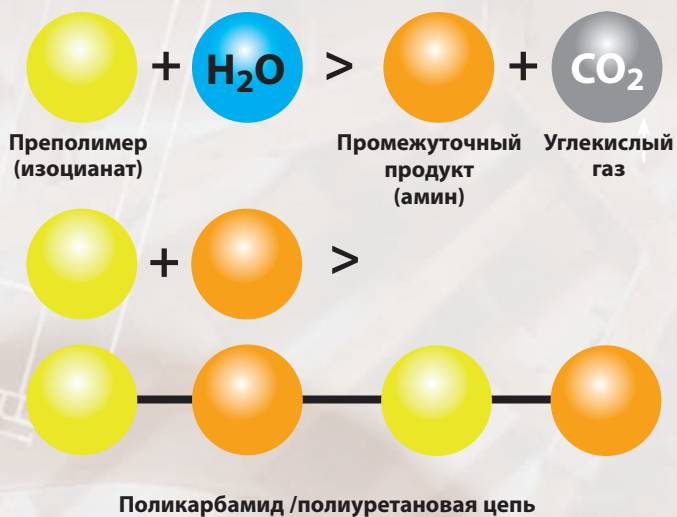 + H₂O > + CO₂
Преполимер
(изоцианат)
Промежуточный
продукт
(амин)
Углекислый
газ
+ >
Поликарбамид /полиуретановая цепь